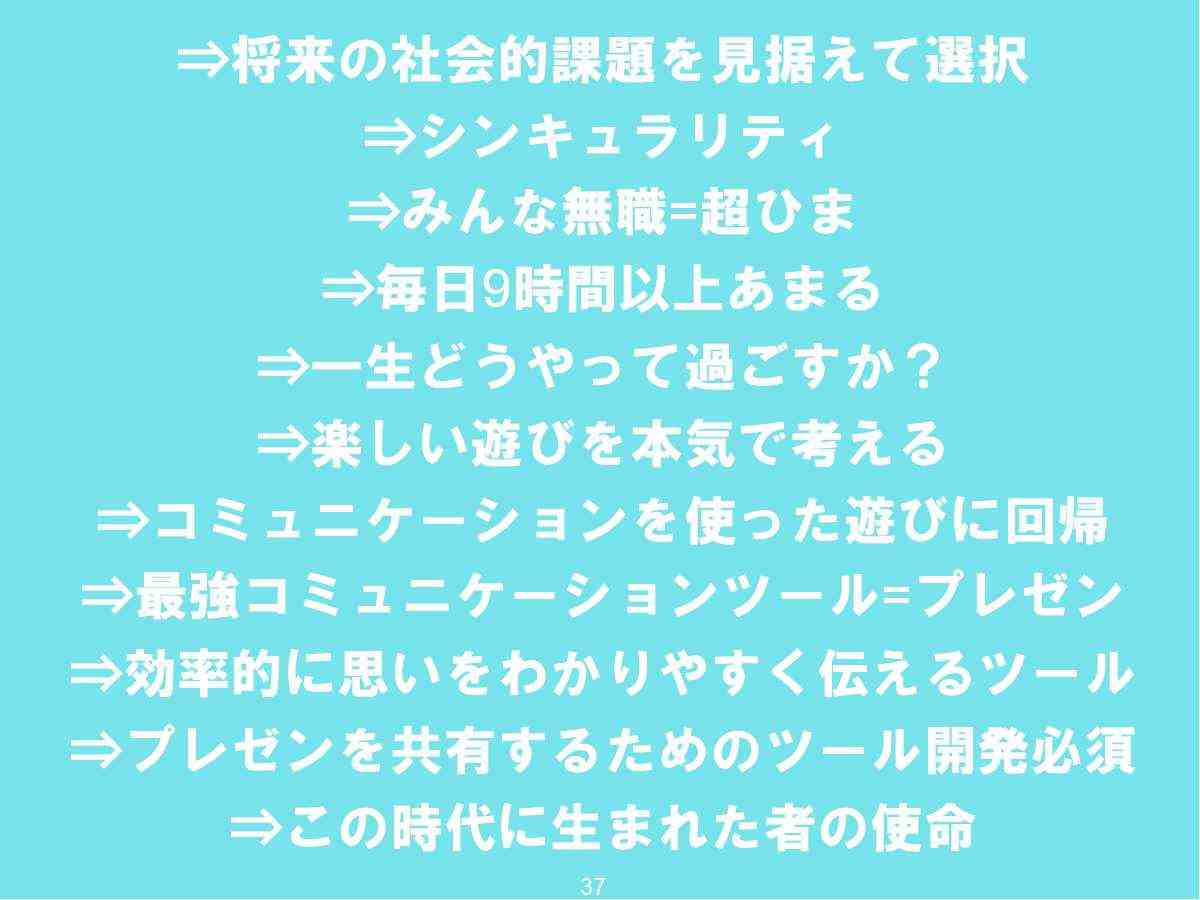 ⇒将来の社会的課題を見据えて選択
⇒シンキュラリティ
⇒みんな無職=超ひま
⇒毎日9時間以上あまる
⇒一生どうやって過ごすか？
⇒楽しい遊びを本気で考える
⇒コミュニケーションを使った遊びに回帰
⇒最強コミュニケーションツール=プレゼン
⇒効率的に思いをわかりやすく伝えるツール
⇒プレゼンを共有するためのツール開発必須
⇒この時代に生まれた者の使命
37